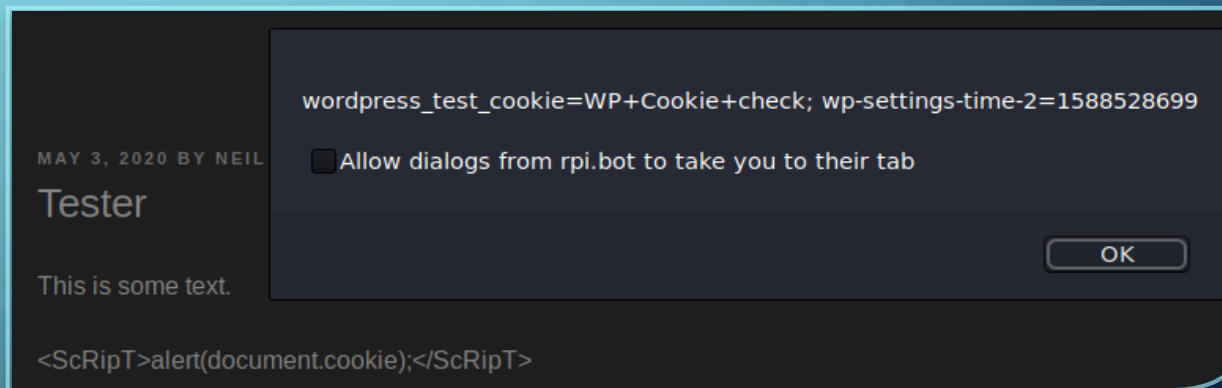 wordpress_test_cookie=WP+Cookie+check; wp-settings-time-2=1588528699
Allow dialogs from rpi.bot to take you to their tab
OK
MAY 3, 2020 BY NEIL
Tester
This is some text.
<ScRipT>alert(document.cookie);</ScRipT>